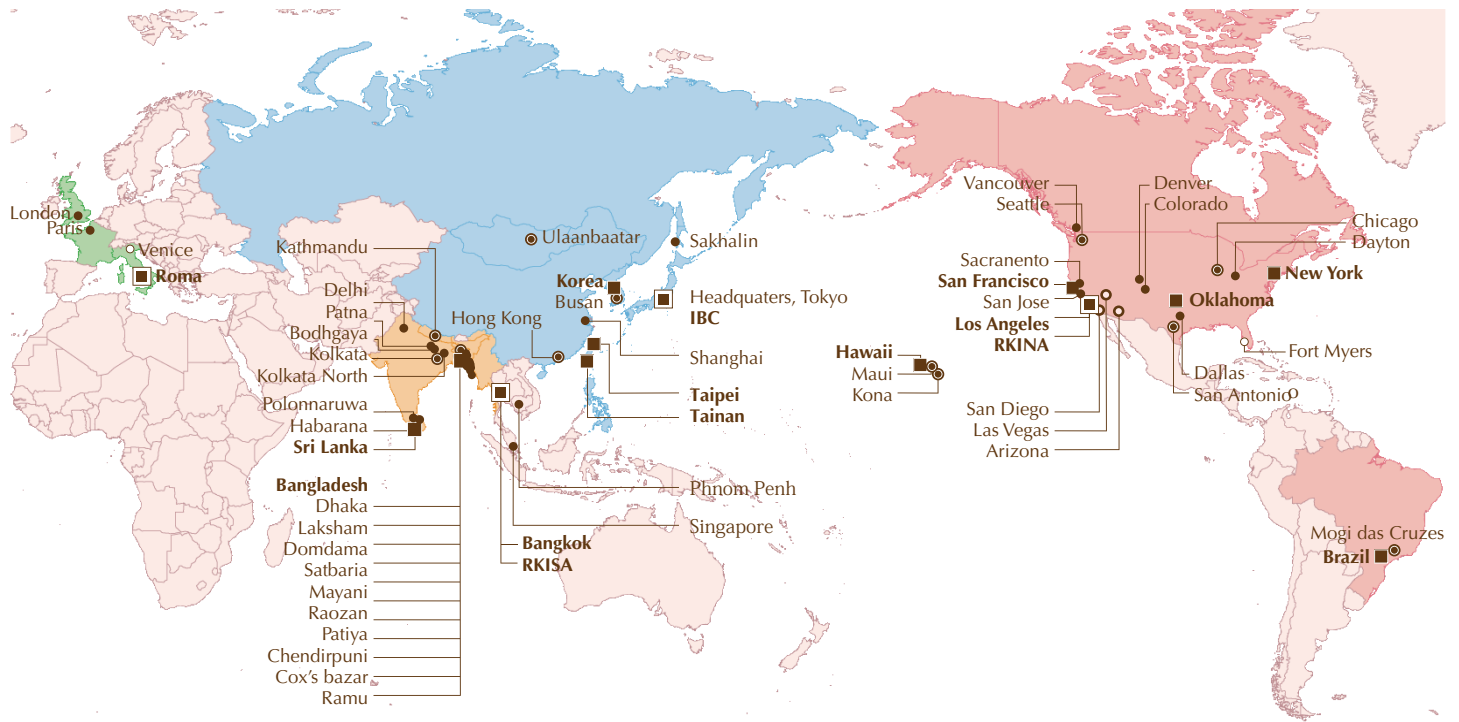 London
Paris
Venice
Roma
Kathmandu
Delhi
Patna
Bodhgaya
Kolkata
Kolkata North
Polonnaruwa
Habarana
Sri Lanka
Bangladesh
Dhaka
Laksham
Domdama
Satbaria
Mayani
Raozan
Patiya
Chendirpuni
Cox's bazar
Ramu
Ulaanbaatar
Sakhalin
Korea
Busan
Hong Kong
Headquaters, Tokyo
IBC
Shanghai
Taipei
Tainan
Phnom Penh
Singapore
Bangkok
RKISA
Hawaii
Maui
Kona
Vancouver
Seattle
Sacranento
San Francisco
San Jose
Los Angeles
RKINA
San Diego
Las Vegas
Arizona
Denver
Colorado
Chicago
Dayton
New York
Oklahoma
Fort Myers
Dallas
San Antonio
Mogi das Cruzes
Brazil